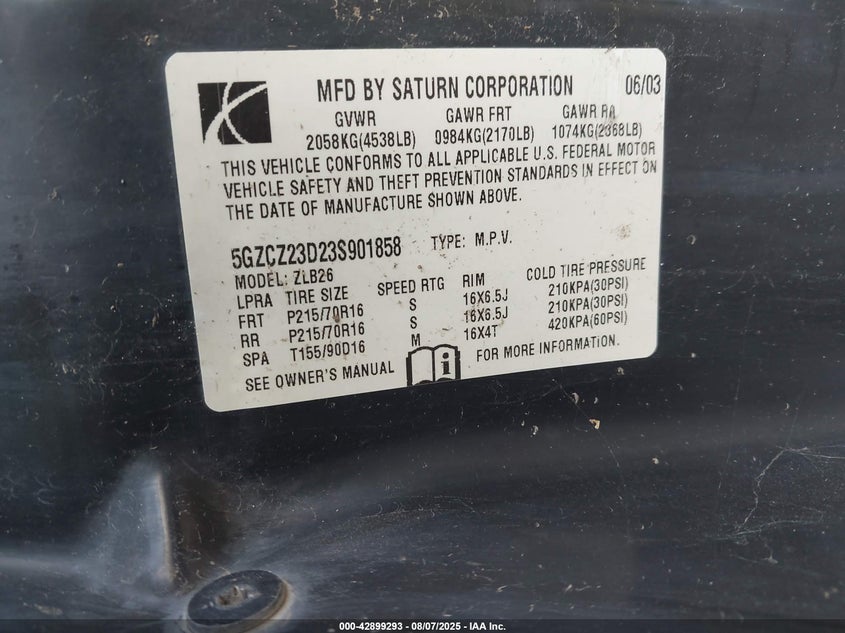 MFD BY SATURN CORPORATION 06/03
GVWR GAWR FRT GAWR RA
2058KG(4538LB) 0984KG(2170LB) 1074KG(2368LB)
THIS VEHICLE CONFORMS TO ALL APPLICABLE U.S. FEDERAL MOTOR
VEHICLE SAFETY AND THEFT PREVENTION STANDARDS IN EFFECT ON
THE DATE OF MANUFACTURE SHOWN ABOVE.
5GZCZ23D23S901858 TYPE: M.P.V.
MODEL: ZLB26
LPRA TIRE SIZE SPEED RTG RIM COLD TIRE PRESSURE
FRT P215/70R16 S 16X6.5J 210KPA(30PSI)
RR P215/70R16 S 16X6.5J 210KPA(30PSI)
SPA T155/90D16 M 16X4T 420KPA(60PSI)
SEE OWNER'S MANUAL i FOR MORE INFORMATION.
000-42899293 - 08/07/2025 - IAA Inc.